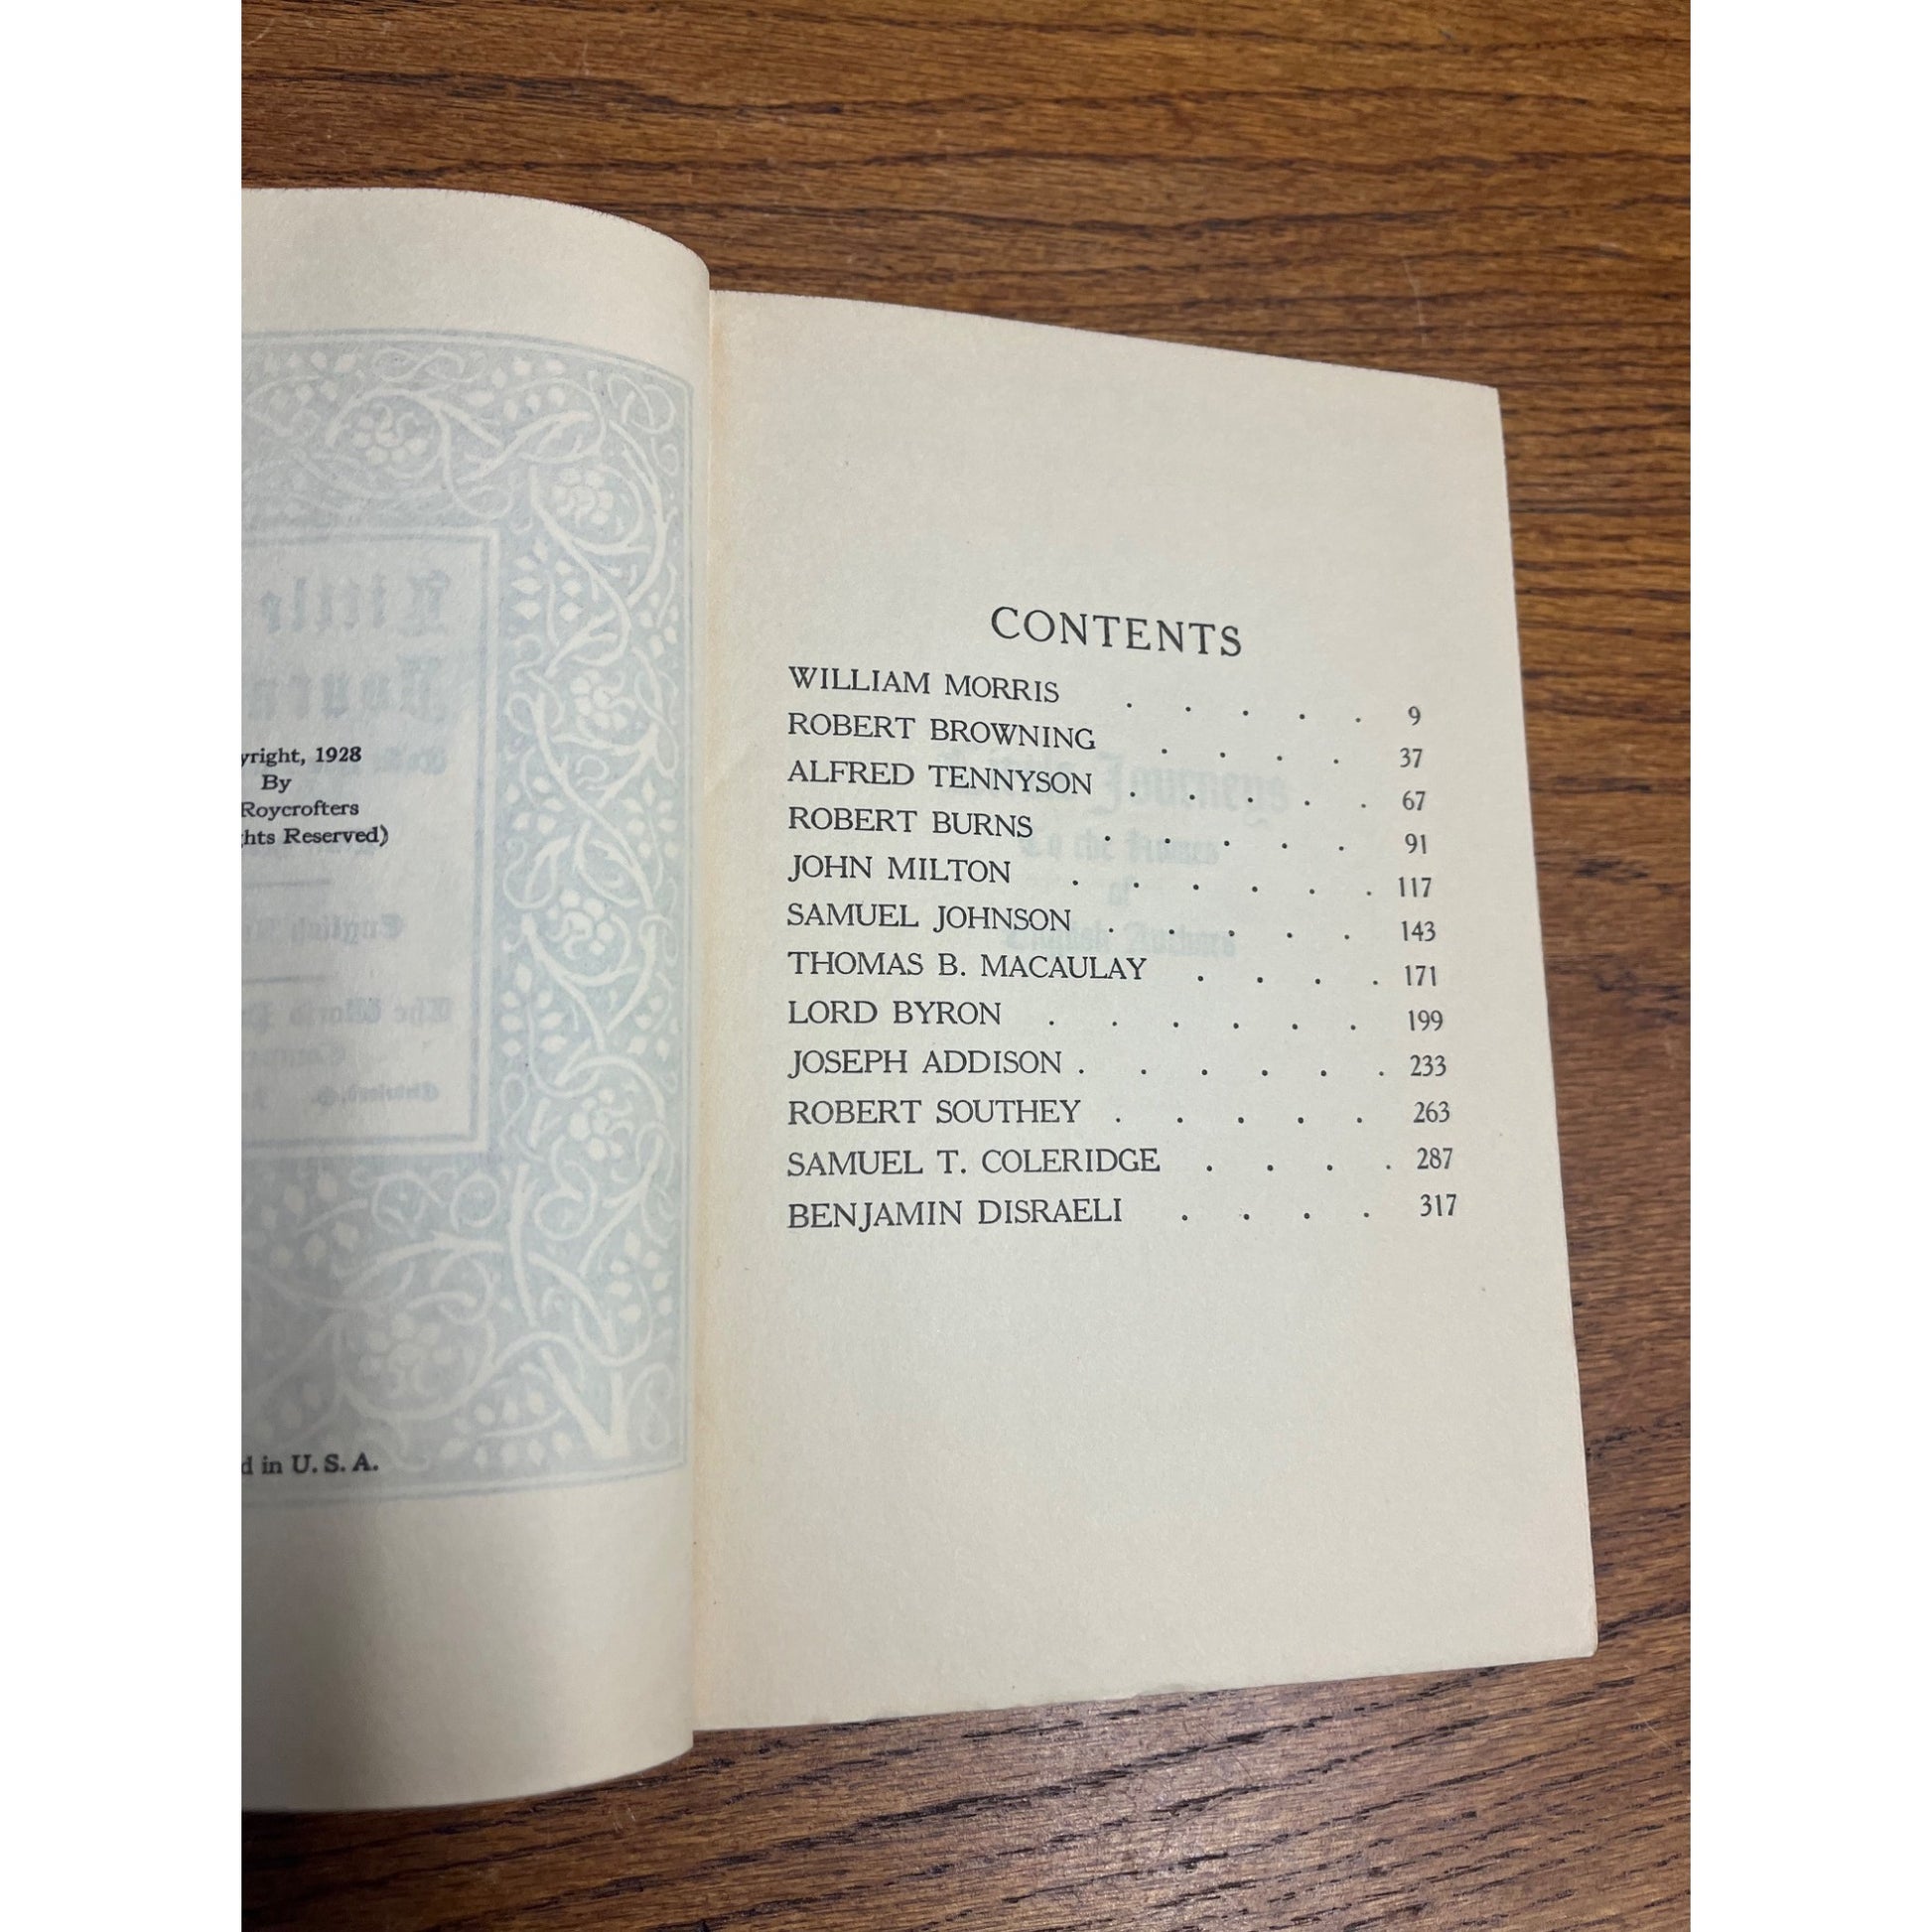 yright, 1928
By
Roycrofters
hts Reserved)
d in U. S. A.
CONTENTS
WILLIAM MORRIS . . . . . 9
ROBERT BROWNING . . . . 37
ALFRED TENNYSON . . . . . 67
ROBERT BURNS . . . . . 91
JOHN MILTON . . . . . . 117
SAMUEL JOHNSON . . . . . 143
THOMAS B. MACAULAY . . . . 171
LORD BYRON . . . . . . 199
JOSEPH ADDISON . . . . . . 233
ROBERT SOUTHEY . . . . . 263
SAMUEL T. COLERIDGE . . . . 287
BENJAMIN DISRAELI . . . . 317